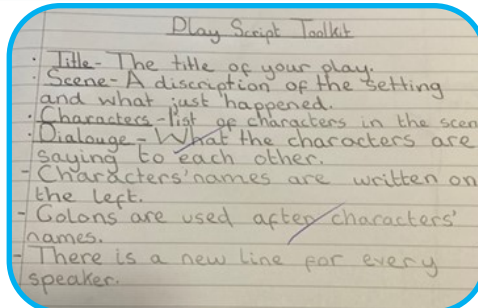 Play Script Toolkit
· Title - The title of your play.
· Scene - A discription of the setting
and what just happened.
· Characters - list of characters in the scen
· Dialouge - What the characters are
saying to each other.
- Characters' names are written on
the left.
- Colons are used after characters'
names.
- There is a new line for every
speaker.